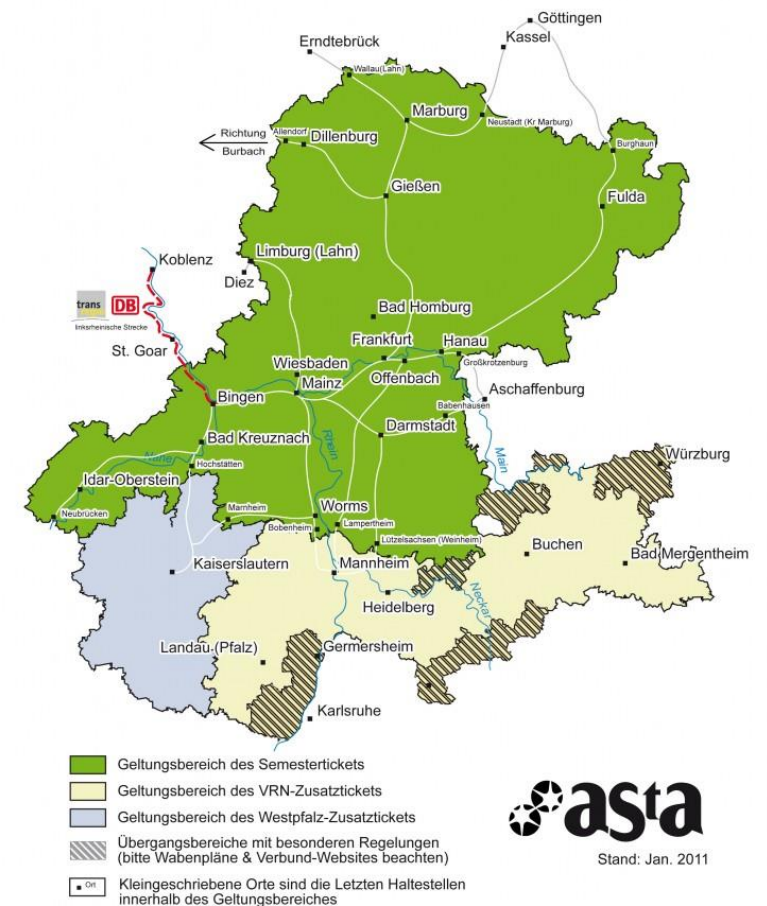 Göttingen
Kassel
Erndtebrück
Wallau(Lahn)
Marburg
Neustadt (Kr Marburg)
Richtung
Burbach
Allendorf
Dillenburg
Burghaun
Gießen
Fulda
Koblenz
Limburg (Lahn)
Diez
trans
DB
linksrheinische Strecke
Bad Homburg
St. Goar
Frankfurt
Hanau
Großkrotzenburg
Wiesbaden
Mainz
Offenbach
Aschaffenburg
Bingen
Babenhausen
Darmstadt
Bad Kreuznach
Rhein
Main
Nahe
Hochstätten
Würzburg
Idar-Oberstein
Neubrücken
Marnheim
Worms
Bobenheim
Lampertheim
Lützelsachsen (Weinheim)
Buchen
Bad Mergentheim
Kaiserslautern
Mannheim
Heidelberg
Neckar
Landau (Pfalz)
Germersheim
Karlsruhe
Geltungsbereich des Semestertickets
Geltungsbereich des VRN-Zusatztickets
Geltungsbereich des Westpfalz-Zusatztickets
Übergangsbereiche mit besonderen Regelungen
(bitte Wabenpläne & Verbund-Websites beachten)
Ort
Kleingeschriebene Orte sind die Letzten Haltestellen
innerhalb des Geltungsbereiches
asta
Stand: Jan. 2011